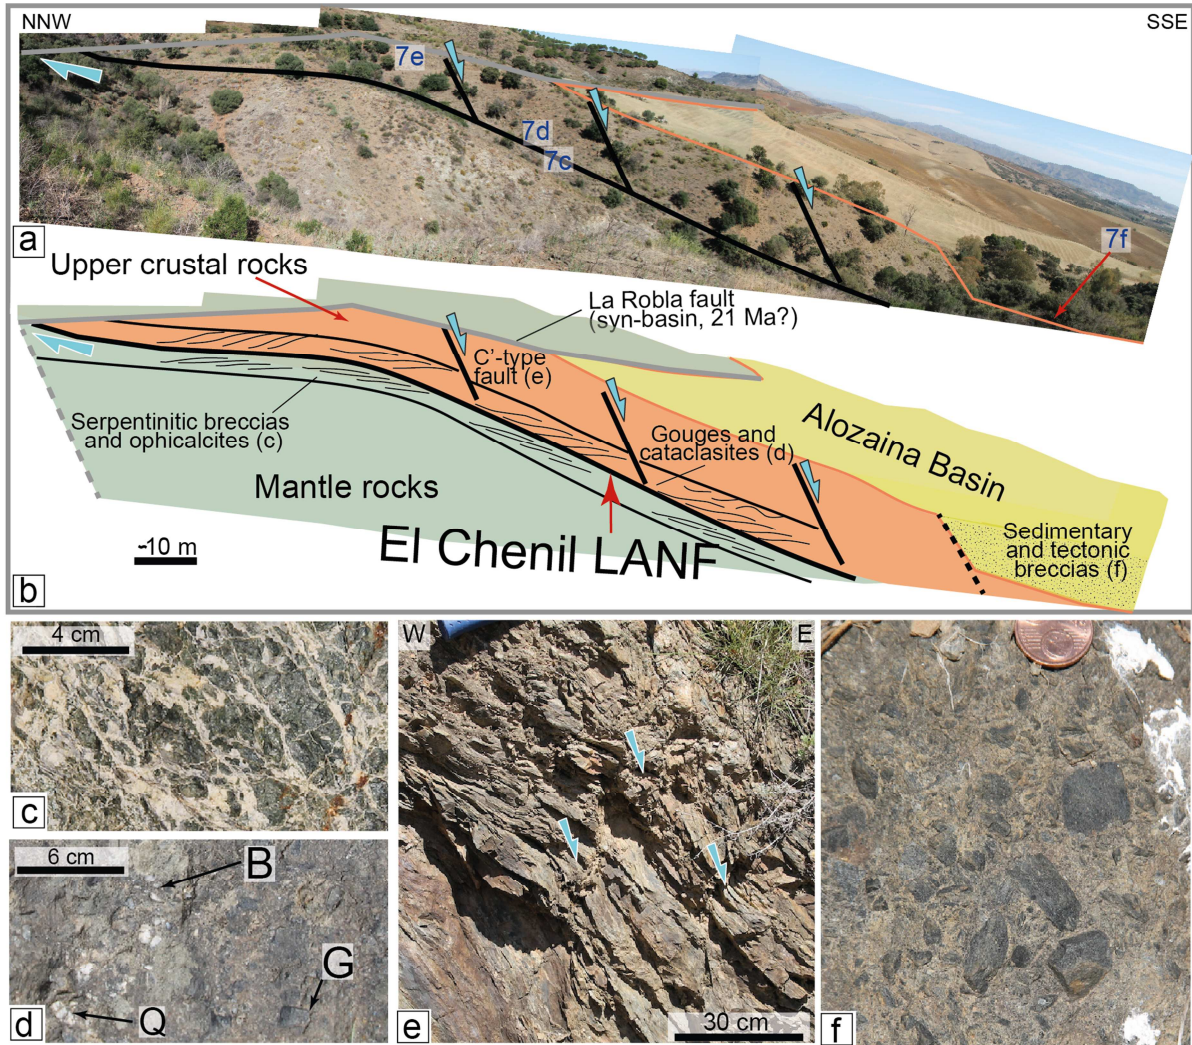 NNW
SSE
7e
7d
7c
7f
a
Upper crustal rocks
La Robla fault
(syn-basin, 21 Ma?)
C'-type
fault (e)
Serpentinitic breccias
and ophicalcites (c)
Gouges and
cataclasites (d)
Alozaina Basin
Mantle rocks
Sedimentary
and tectonic
breccias (f)
~10 m
El Chenil LANF
b
4 cm
c
6 cm
B
G
Q
d
W
E
30 cm
e
f